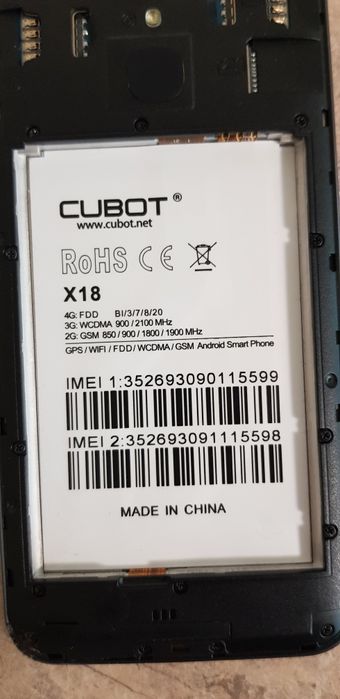 CUBOT®
www.cubot.net
RoHS CE
X18
4G: FDD BI/3/7/8/20
3G: WCDMA 900 / 2100 MHz
2G: GSM 850 / 900 / 1800 / 1900 MHz
GPS / WIFI / FDD / WCDMA / GSM Android Smart Phone
IMEI 1:352693090115599
IMEI 2:352693091115598
MADE IN CHINA